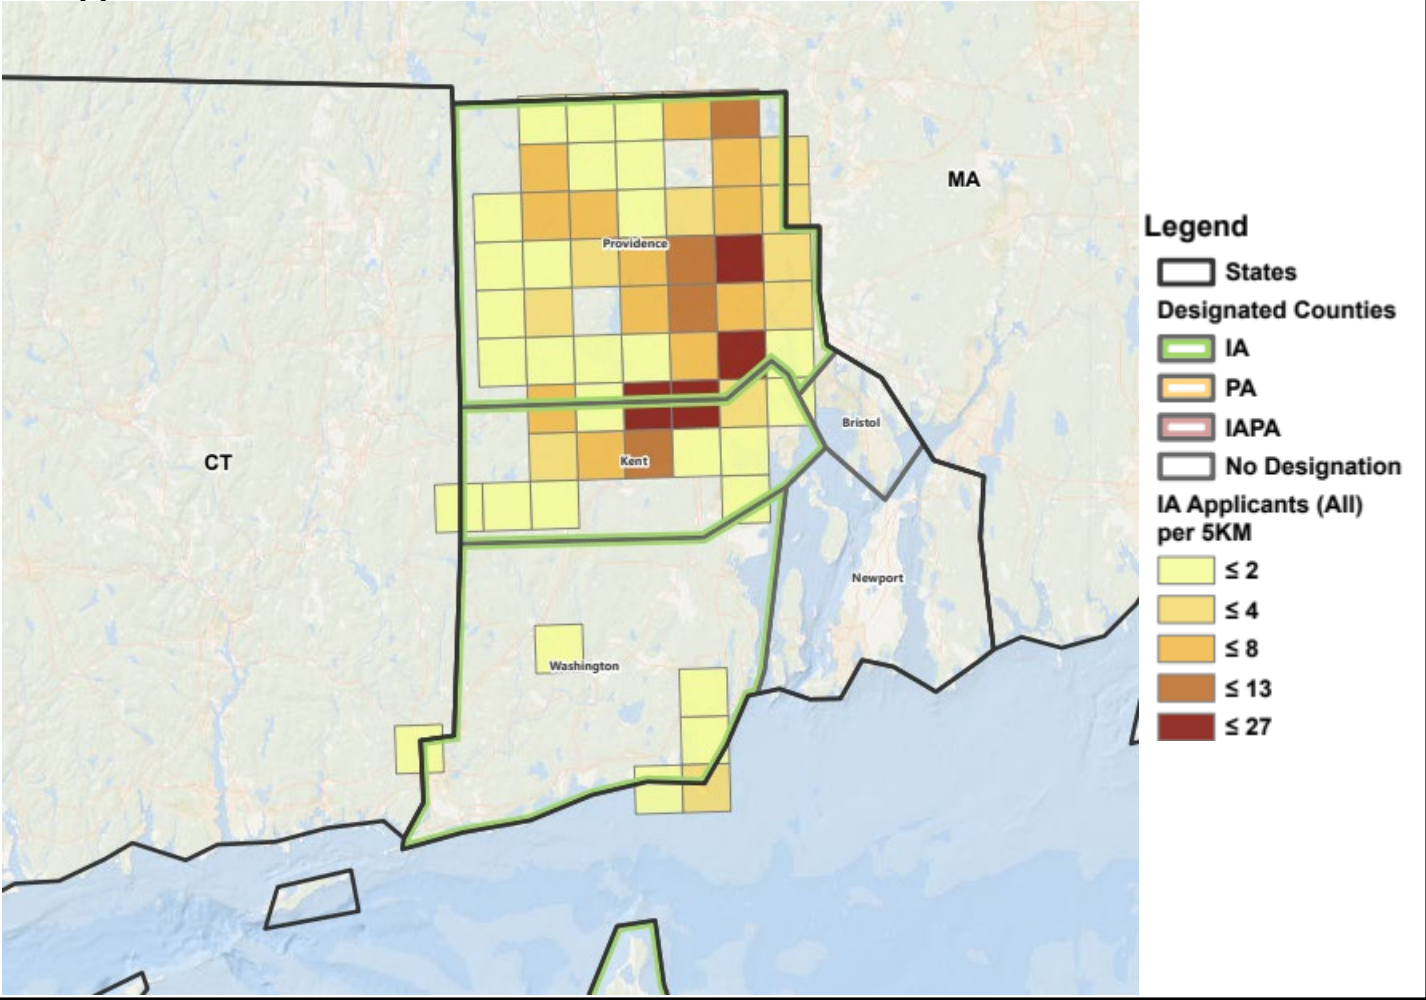 MA
Providence
Bristol
CT
Kent
Newport
Washington
Legend
States
Designated Counties
IA
PA
IAPA
No Designation
IA Applicants (All)
per 5KM
≤ 2
≤ 4
≤ 8
≤ 13
≤ 27